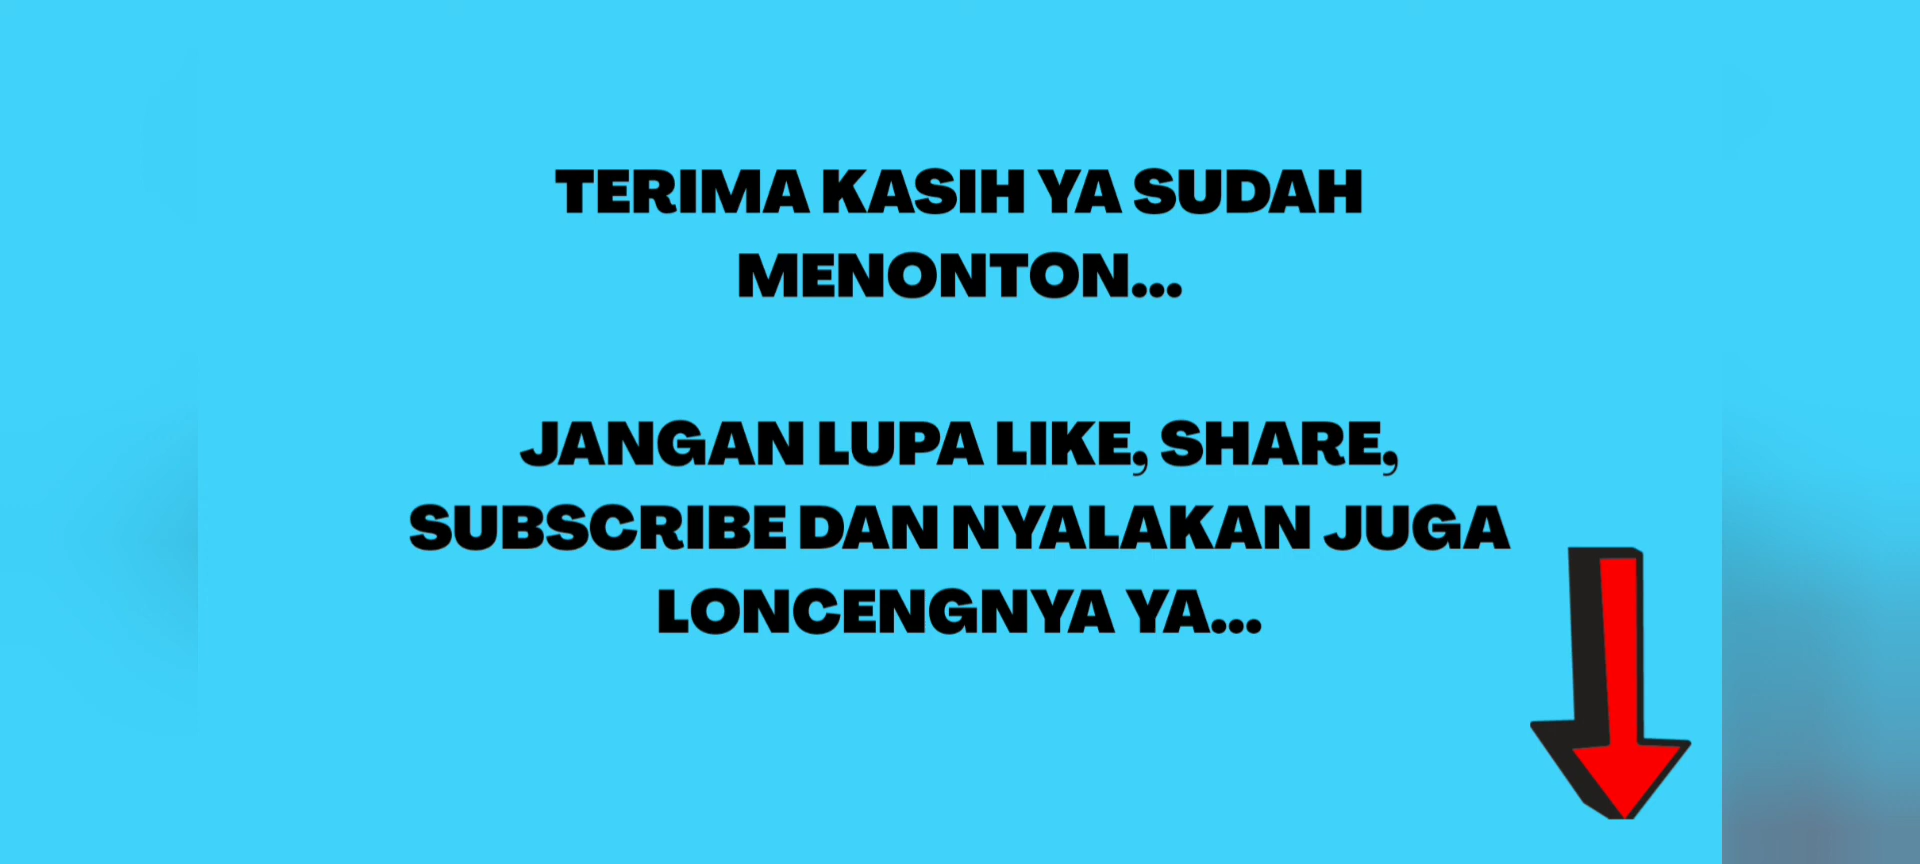 TERIMA KASIH YA SUDAH
MENONTON...
JANGAN LUPA LIKE, SHARE,
SUBSCRIBE DAN NYALAKAN JUGA
LONCENGNYA YA...